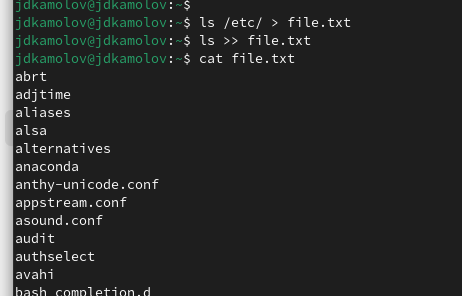 jdkamolov@jdkamolov:~$
jdkamolov@jdkamolov:~$ ls /etc/ > file.txt
jdkamolov@jdkamolov:~$ ls >> file.txt
jdkamolov@jdkamolov:~$ cat file.txt
abrt
adjtime
aliases
alsa
alternatives
anaconda
anthy-unicode.conf
appstream.conf
asound.conf
audit
authselect
avahi
bash_completion.d